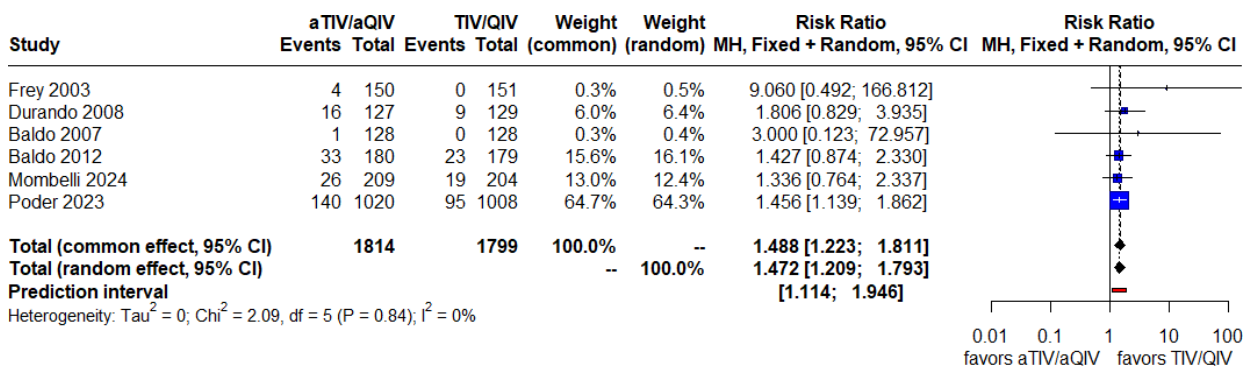 aTIV/aQIV TIV/QIV Weight Weight Risk Ratio Risk Ratio
Study Events Total Events Total (common) (random) MH, Fixed + Random, 95% CI MH, Fixed + Random, 95% CI
Frey 2003 4 150 0 151 0.3% 0.5% 9.060 [0.492; 166.812]
Durando 2008 16 127 9 129 6.0% 6.4% 1.806 [0.829; 3.935]
Baldo 2007 1 128 0 128 0.3% 0.4% 3.000 [0.123; 72.957]
Baldo 2012 33 180 23 179 15.6% 16.1% 1.427 [0.874; 2.330]
Mombelli 2024 26 209 19 204 13.0% 12.4% 1.336 [0.764; 2.337]
Poder 2023 140 1020 95 1008 64.7% 64.3% 1.456 [1.139; 1.862]
Total (common effect, 95% CI) 1814 1799 100.0% -- 1.488 [1.223; 1.811]
Total (random effect, 95% CI) -- 100.0% 1.472 [1.209; 1.793]
Prediction interval [1.114; 1.946]
Heterogeneity: Tau² = 0; Chi² = 2.09, df = 5 (P = 0.84); I² = 0%
0.01 0.1 1 10 100
favors aTIV/aQIV favors TIV/QIV